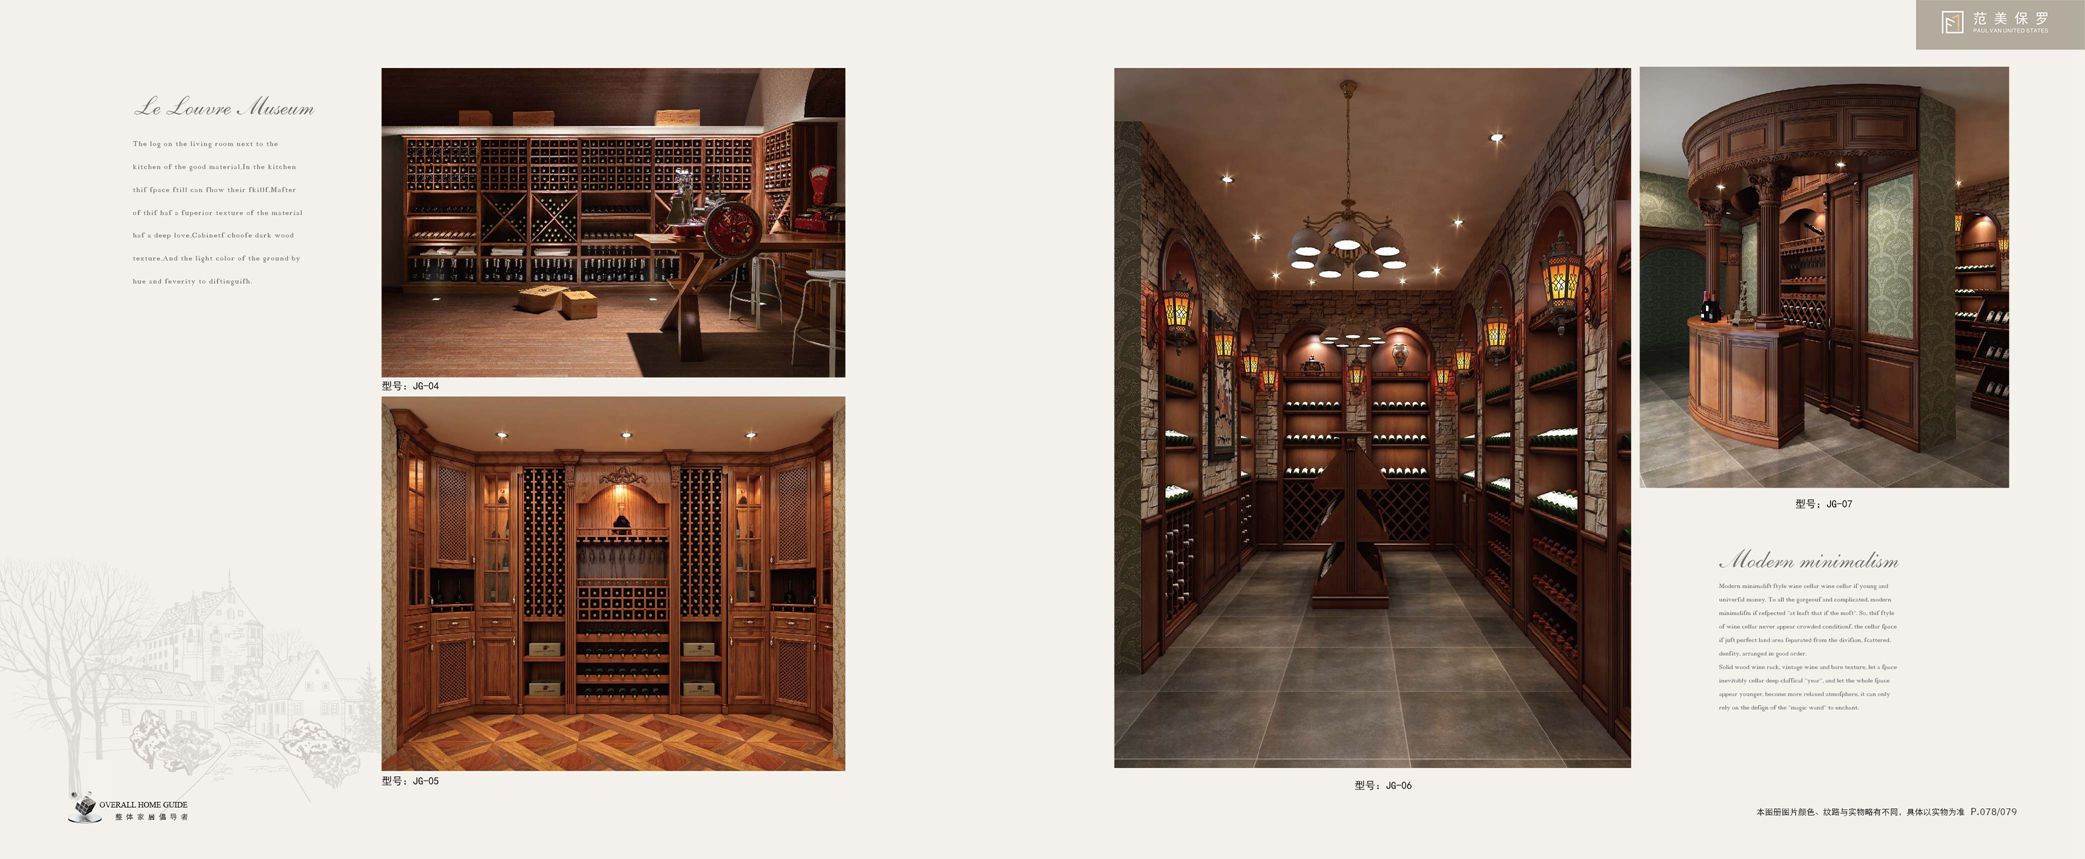 范美保罗
PAUL VAN UNITED STATES
Le Louvre Museum
The log on the living room next to the
kitchen of the good material.In the kitchen
thif fpace ftill can fhow their fkillf.Mafter
of thif haf a fuperior texture of the material
haf a deep love.Cabinetf choofe dark wood
texture.And the light color of the ground by
hue and feverity to diftinguifh.
型号：JG-04
型号：JG-05
OVERALL HOME GUIDE
整体家居倡导者
型号：JG-06
型号：JG-07
Modern minimalism
Modern minimalift ftyle wine cellar wine cellar if young and
univerfid money. To all the gorgeouf and complicated, modern
minimalifm if refpected "at leaft that if the moft". So, thif ftyle
of wine cellar never appear crowded conditionf, the cellar fpace
if juft perfect land area feparated from the divifion, fcattered,
denfity, arranged in good order.
Solid wood wine rack, vintage wine and bare texture, let a fpace
inevitably cellar deep claffical "year", and let the whole fpace
appear younger, become more relaxed atmofphere, it can only
rely on the defign of the "magic wand" to enchant.
本图册图片颜色、纹路与实物略有不同，具体以实物为准 P.078/079